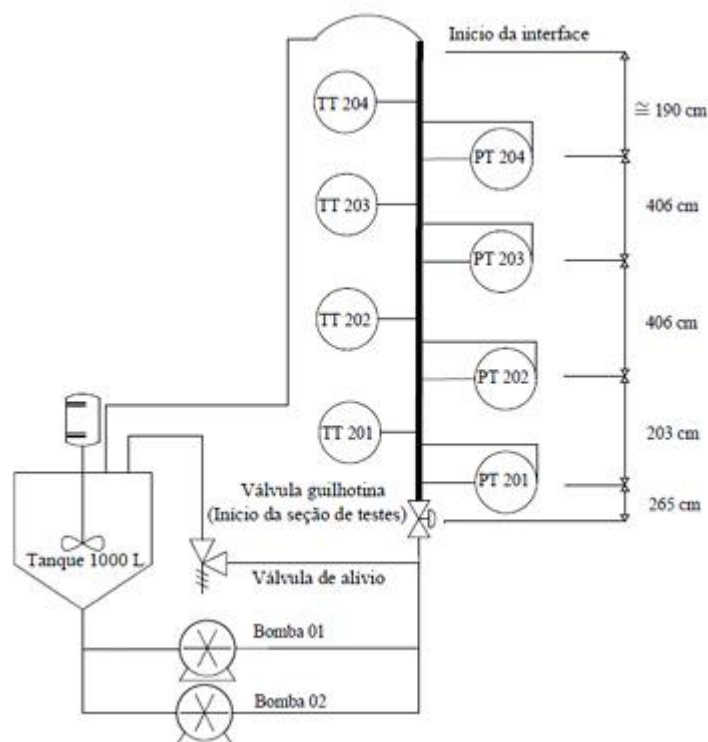 Inicio da interface
TT 204
≅ 190 cm
PT 204
TT 203
406 cm
PT 203
TT 202
406 cm
PT 202
TT 201
203 cm
PT 201
Válvula guilhotina
(Inicio da seção de testes)
265 cm
Tanque 1000 L
Válvula de alívio
Bomba 01
Bomba 02